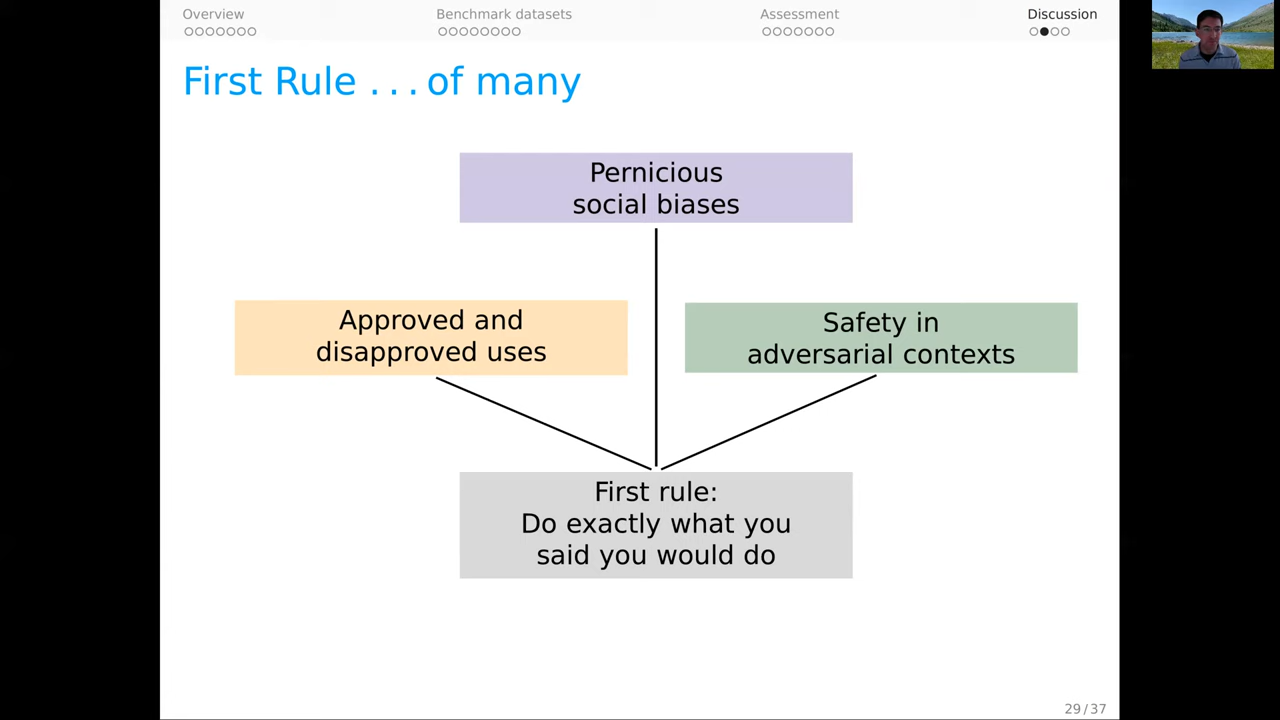 Overview
Benchmark datasets
Assessment
Discussion
First Rule . . . of many
Pernicious
social biases
Approved and
disapproved uses
Safety in
adversarial contexts
First rule:
Do exactly what you
said you would do
29 / 37